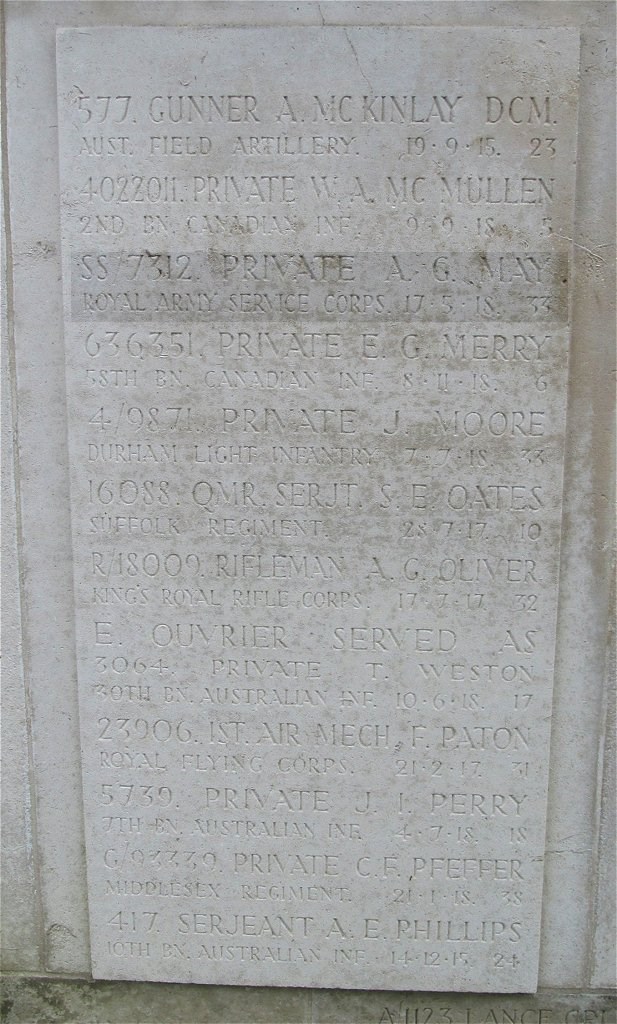 577. GUNNER A. MC KINLAY DCM.
AUST. FIELD ARTILLERY. 19·9·15. 23
4022011. PRIVATE W. A. MC MULLEN
2ND BN. CANADIAN INF. 9·9·18. 5
SS/7312. PRIVATE A. G. MAY
ROYAL ARMY SERVICE CORPS. 17·5·18. 33
636351. PRIVATE E. G. MERRY
58TH BN. CANADIAN INF. 8·11·18. 6
4/9871. PRIVATE J. MOORE
DURHAM LIGHT INFANTRY. 7·7·18. 33
16088. QMR. SERJT. S. E. OATES
SUFFOLK REGIMENT. 28·7·17. 10
R/18009. RIFLEMAN A. G. OLIVER
KING'S ROYAL RIFLE CORPS. 17·7·17. 32
E. OUVRIER SERVED AS
3064. PRIVATE T. WESTON
30TH BN. AUSTRALIAN INF. 10·6·18. 17
23906. 1ST. AIR MECH. F. PATON
ROYAL FLYING CORPS. 21·2·17. 31
5739. PRIVATE J. I. PERRY
7TH BN. AUSTRALIAN INF. 4·7·18. 18
G/93339. PRIVATE C. F. PFEFFER
MIDDLESEX REGIMENT. 21·1·18. 38
417. SERJEANT A. E. PHILLIPS
10TH BN. AUSTRALIAN INF. 14·12·15. 24
A/1123 LANCE CPL